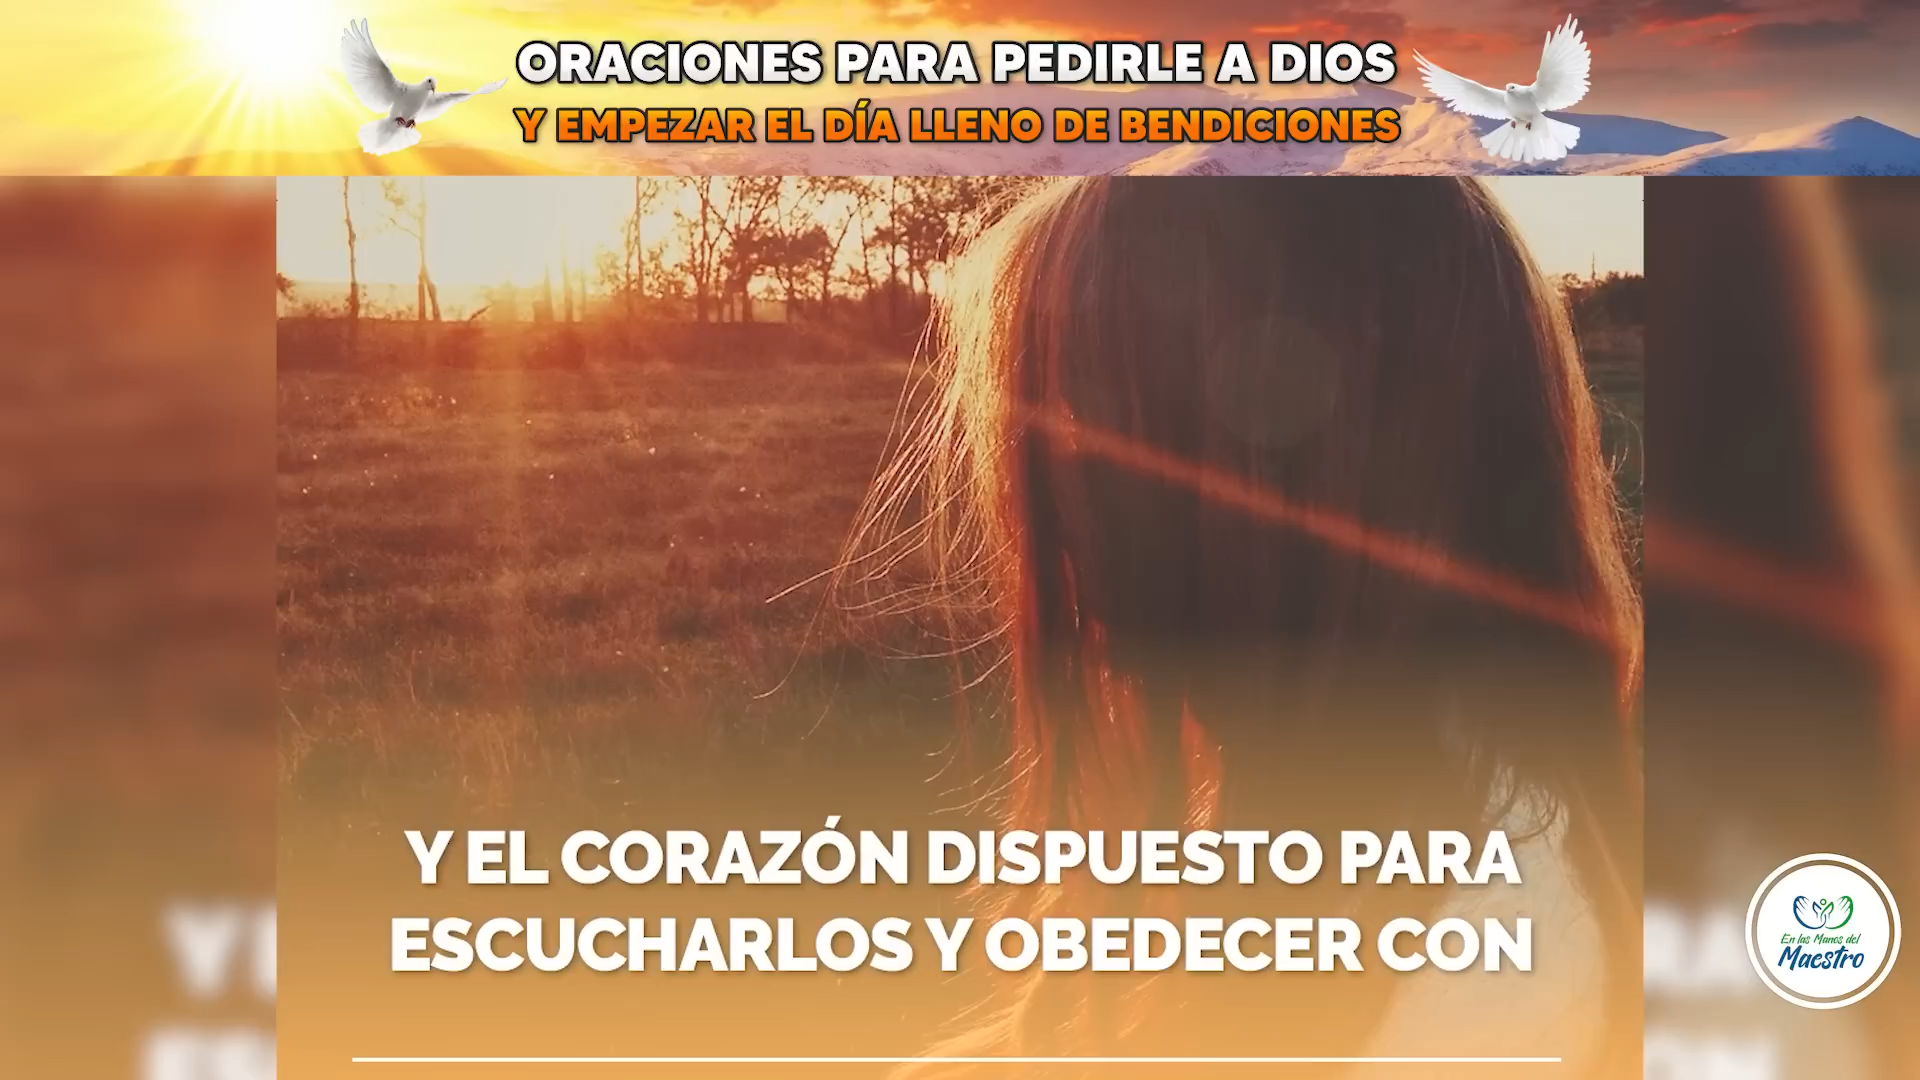 ORACIONES PARA PEDIRLE A DIOS
Y EMPEZAR EL DÍA LLENO DE BENDICIONES
Y EL CORAZÓN DISPUESTO PARA
ESCUCHARLOS Y OBEDECER CON
En las Manos del
Maestro